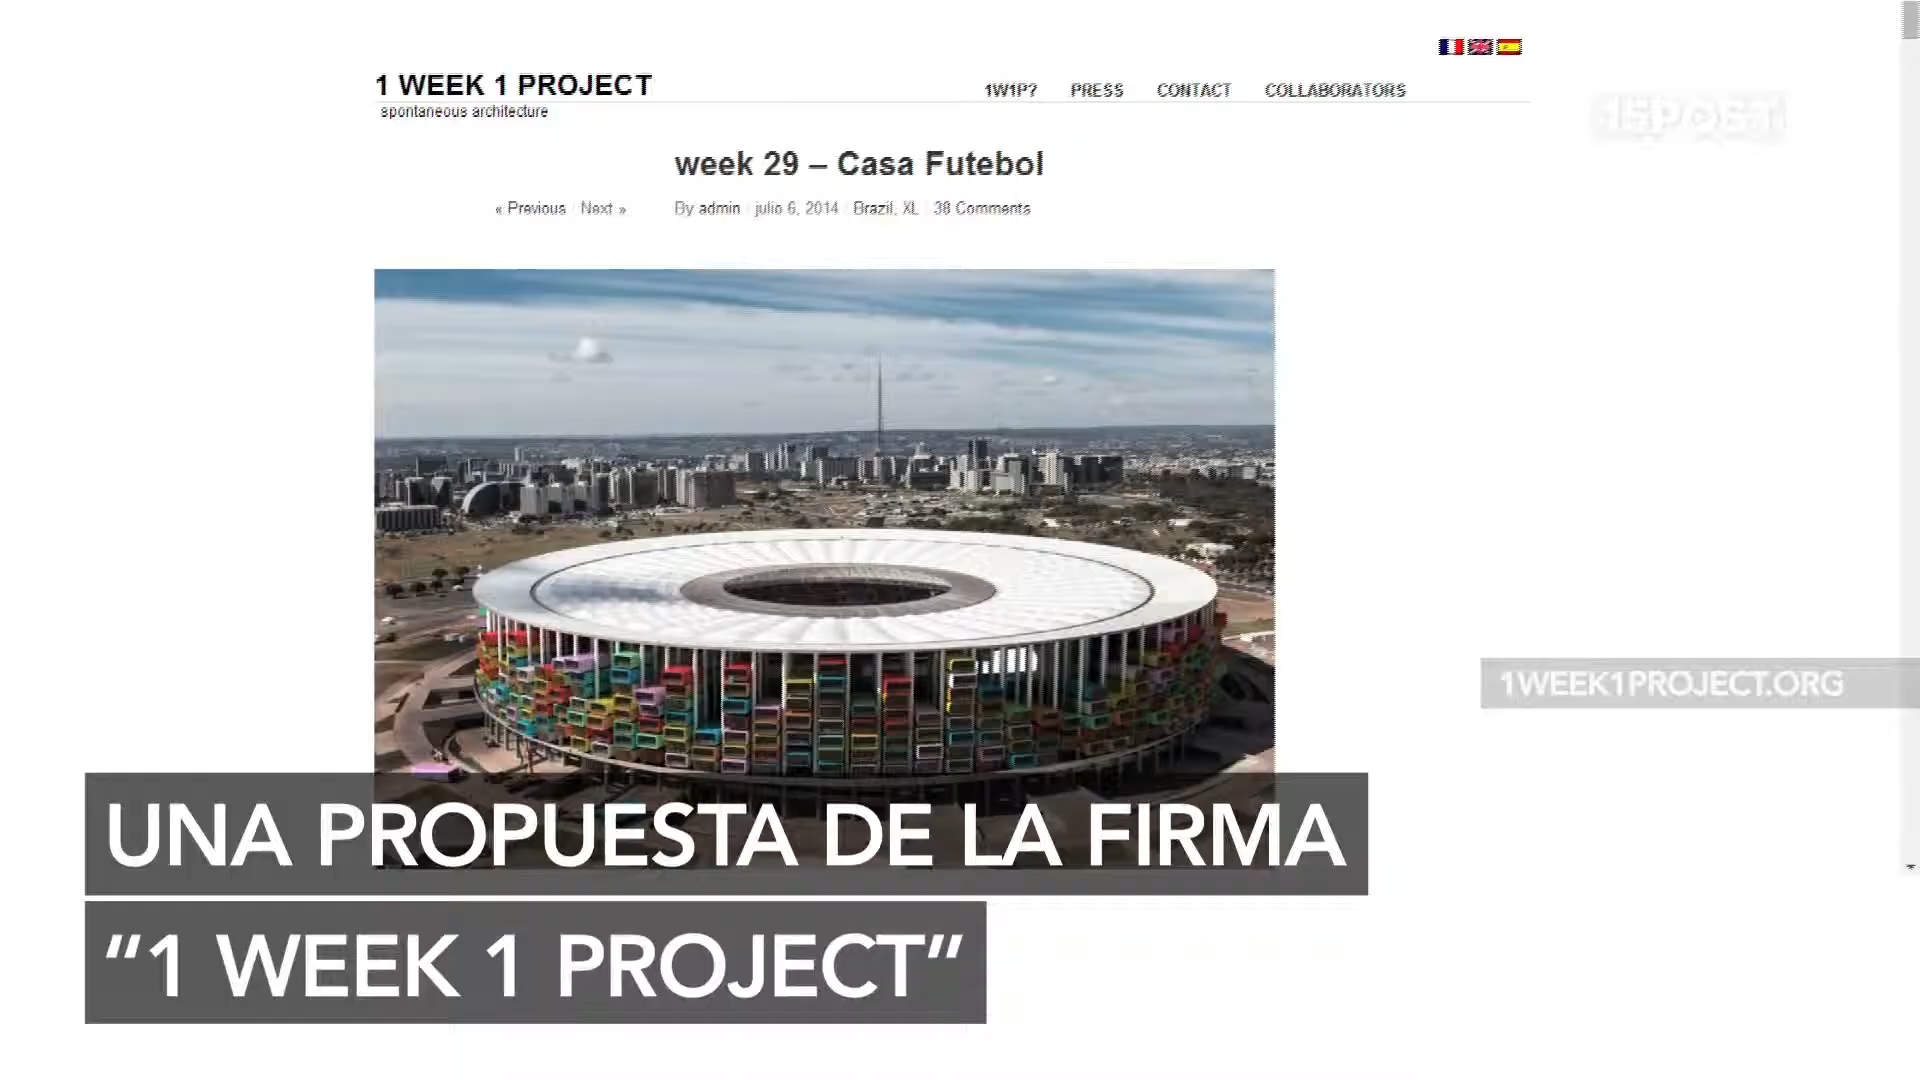 1 WEEK 1 PROJECT
spontaneous architecture
1W1P?
PRESS
CONTACT
COLLABORATORS
15POST
week 29 – Casa Futebol
« Previous Next »
By admin julio 6, 2014 Brazil, XL 38 Comments
1WEEK1PROJECT.ORG
UNA PROPUESTA DE LA FIRMA
“1 WEEK 1 PROJECT”